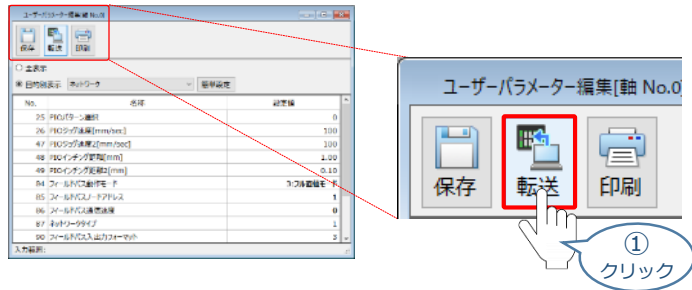 ユーザーパラメーター編集[軸 No.0]
保存 転送 印刷
全表示
目的別表示 ネットワーク 簡単設定
No. 名称 設定値
25 PIOパターン選択 0
26 PIOジョグ速度[mm/sec] 100
47 PIOジョグ速度2[mm/sec] 100
48 PIOインチング距離[mm] 1.00
49 PIOインチング距離2[mm] 0.10
84 フィールドバス動作モード 3:フル直値モード
85 フィールドバスノードアドレス 1
86 フィールドバス通信速度 0
87 ネットワークタイプ 1
90 フィールドバス入出力フォーマット 3
入力範囲:
ユーザーパラメーター編集[軸 No.0]
保存 転送 印刷
①
クリック